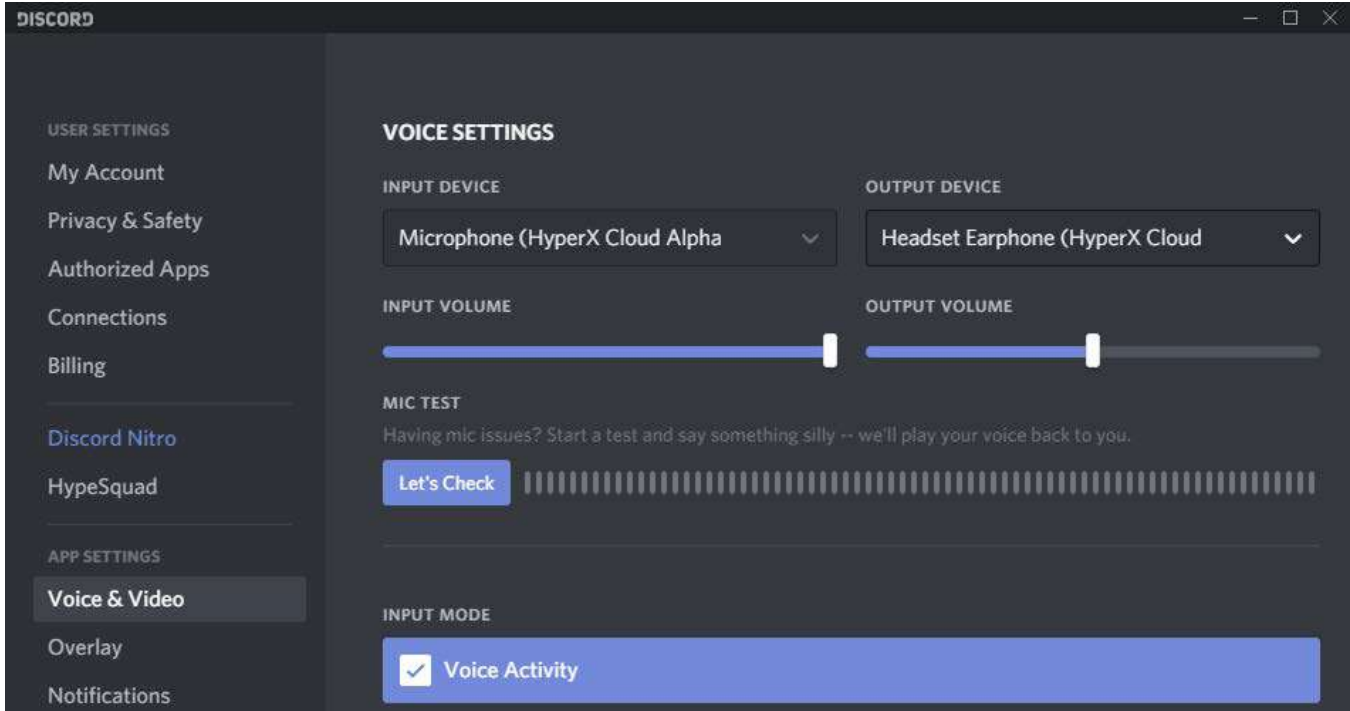 DISCORD
USER SETTINGS
My Account
Privacy & Safety
Authorized Apps
Connections
Billing
Discord Nitro
HypeSquad
APP SETTINGS
Voice & Video
Overlay
Notifications
VOICE SETTINGS
INPUT DEVICE
Microphone (HyperX Cloud Alpha
OUTPUT DEVICE
Headset Earphone (HyperX Cloud
INPUT VOLUME
OUTPUT VOLUME
MIC TEST
Having mic issues? Start a test and say something silly -- we'll play your voice back to you.
Let's Check
INPUT MODE
Voice Activity